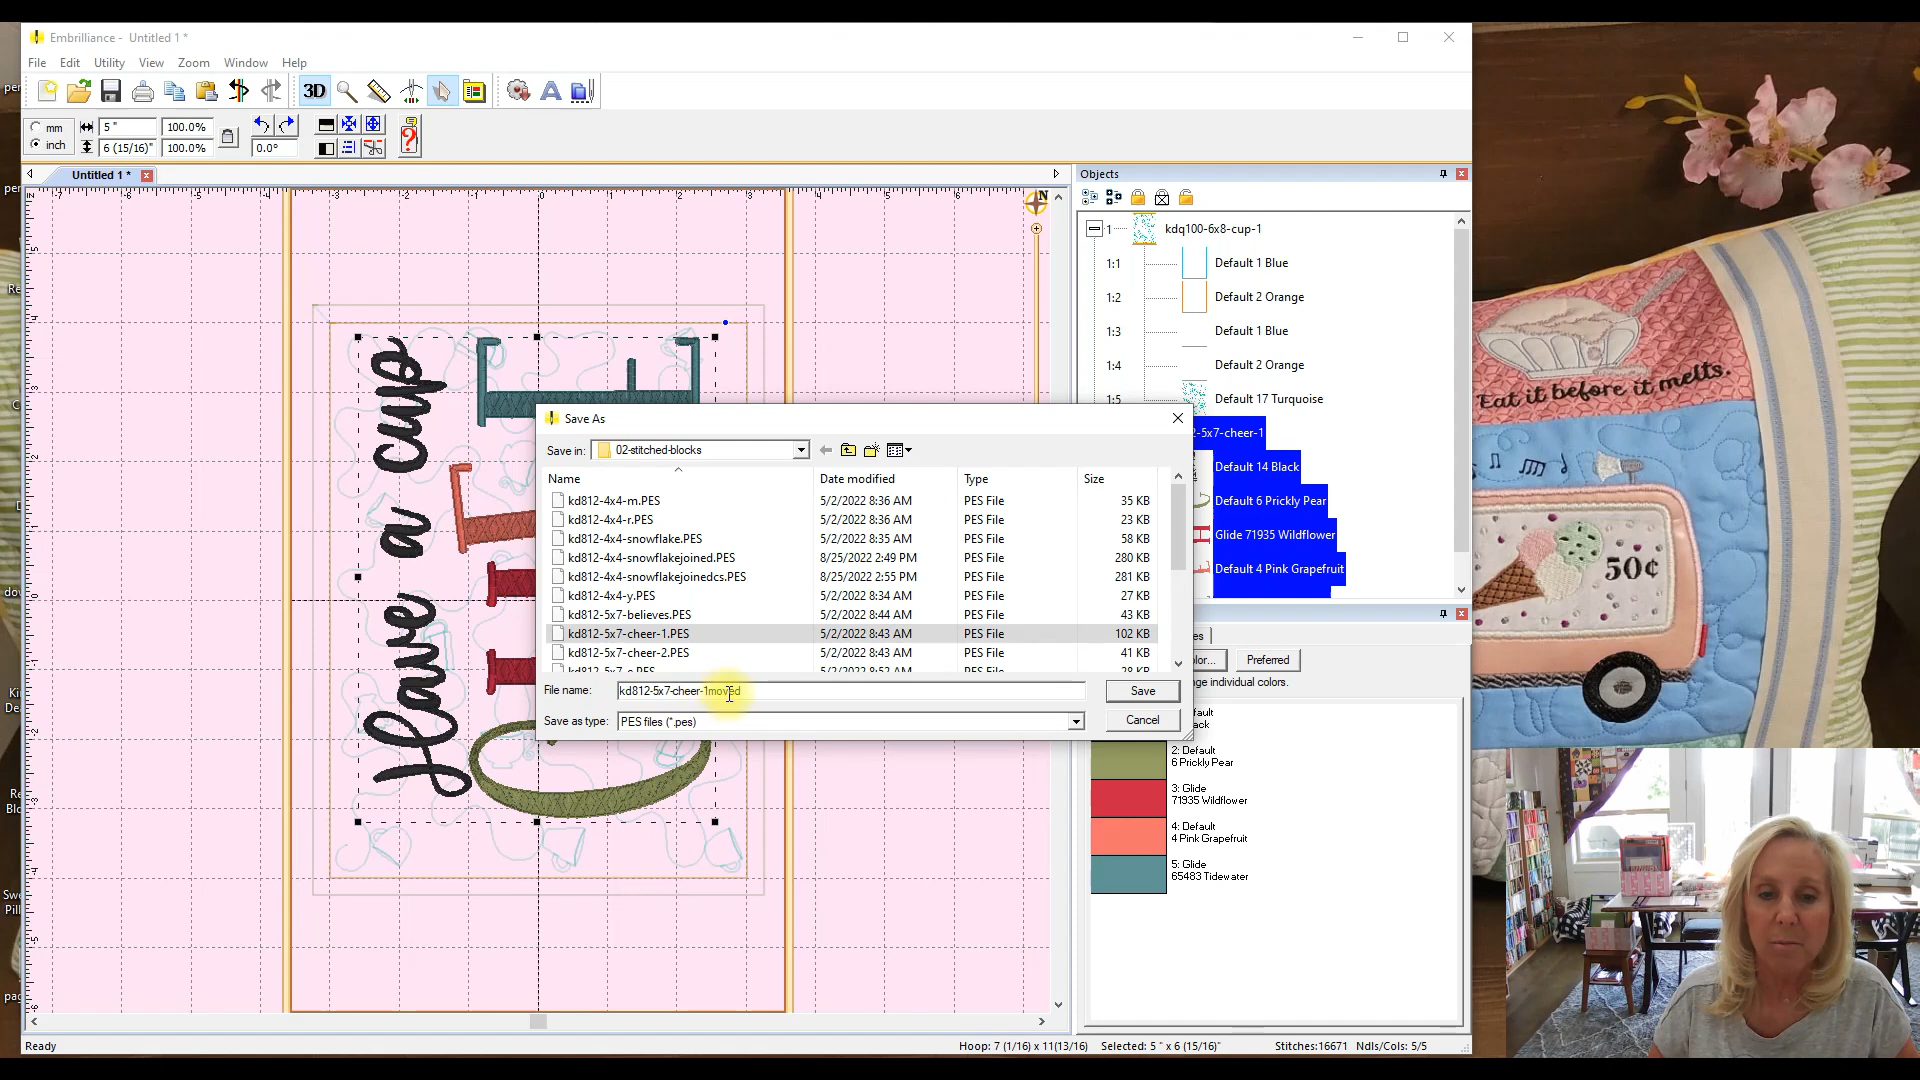 Embrilliance - Untitled 1 *
File Edit Utility View Zoom Window Help
3D
mm
inch
5 "
6 (15/16)"
100.0%
100.0%
0.0°
Untitled 1 *
Have a cup
Objects
1 kdq100-6x8-cup-1
1:1 Default 1 Blue
1:2 Default 2 Orange
1:3 Default 1 Blue
1:4 Default 2 Orange
1:5 Default 17 Turquoise
2-5x7-cheer-1
Default 14 Black
Default 6 Prickly Pear
Glide 71935 Wildflower
Default 4 Pink Grapefruit
Save As
Save in: 02-stitched-blocks
Name Date modified Type Size
kd812-4x4-m.PES 5/2/2022 8:36 AM PES File 35 KB
kd812-4x4-r.PES 5/2/2022 8:36 AM PES File 23 KB
kd812-4x4-snowflake.PES 5/2/2022 8:35 AM PES File 58 KB
kd812-4x4-snowflakejoined.PES 8/25/2022 2:49 PM PES File 280 KB
kd812-4x4-snowflakejoinedcs.PES 8/25/2022 2:55 PM PES File 281 KB
kd812-4x4-y.PES 5/2/2022 8:34 AM PES File 27 KB
kd812-5x7-believes.PES 5/2/2022 8:44 AM PES File 43 KB
kd812-5x7-cheer-1.PES 5/2/2022 8:43 AM PES File 102 KB
kd812-5x7-cheer-2.PES 5/2/2022 8:43 AM PES File 41 KB
File name: kd812-5x7-cheer-1moved
Save
Save as type: PES files (*.pes)
Cancel
Preferred
2: Default
6 Prickly Pear
3: Glide
71935 Wildflower
4: Default
4 Pink Grapefruit
5: Glide
65483 Tidewater
Ready
Hoop: 7 (1/16) x 11(13/16) Selected: 5 " x 6 (15/16)" Stitches:16671 Ndls/Cols: 5/5
Eat it before it melts.
50¢